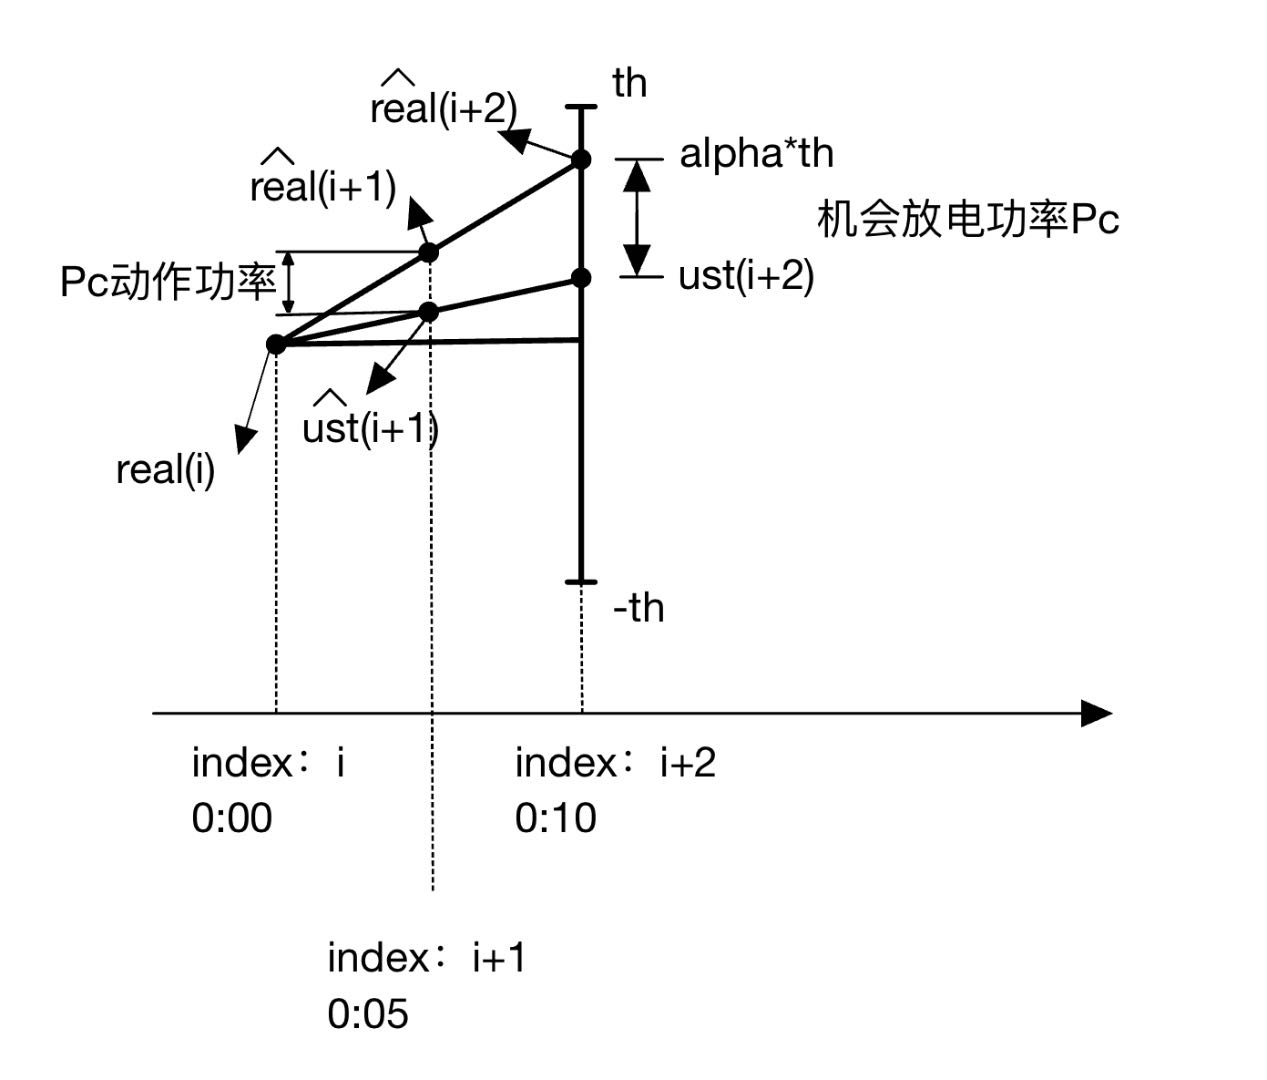 th
real(i+2)
alpha*th
real(i+1)
机会放电功率Pc
Pc动作功率
ust(i+2)
ust(i+1)
real(i)
-th
index：i
0:00
index：i+2
0:10
index：i+1
0:05